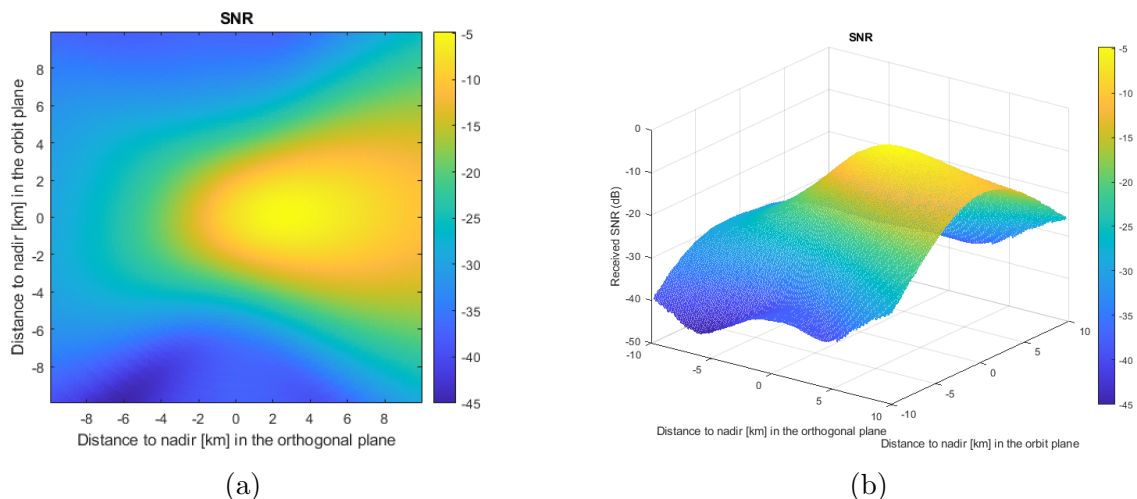 SNR
Distance to nadir [km] in the orbit plane
8
6
4
2
0
-2
-4
-6
-8
-8 -6 -4 -2 0 2 4 6 8
Distance to nadir [km] in the orthogonal plane
-5
-10
-15
-20
-25
-30
-35
-40
-45
(a)
SNR
Received SNR (dB)
0
-10
-20
-30
-40
-50
-10 -5 0 5 10
Distance to nadir [km] in the orthogonal plane
-10 -5 0 5 10
Distance to nadir [km] in the orbit plane
-5
-10
-15
-20
-25
-30
-35
-40
-45
(b)